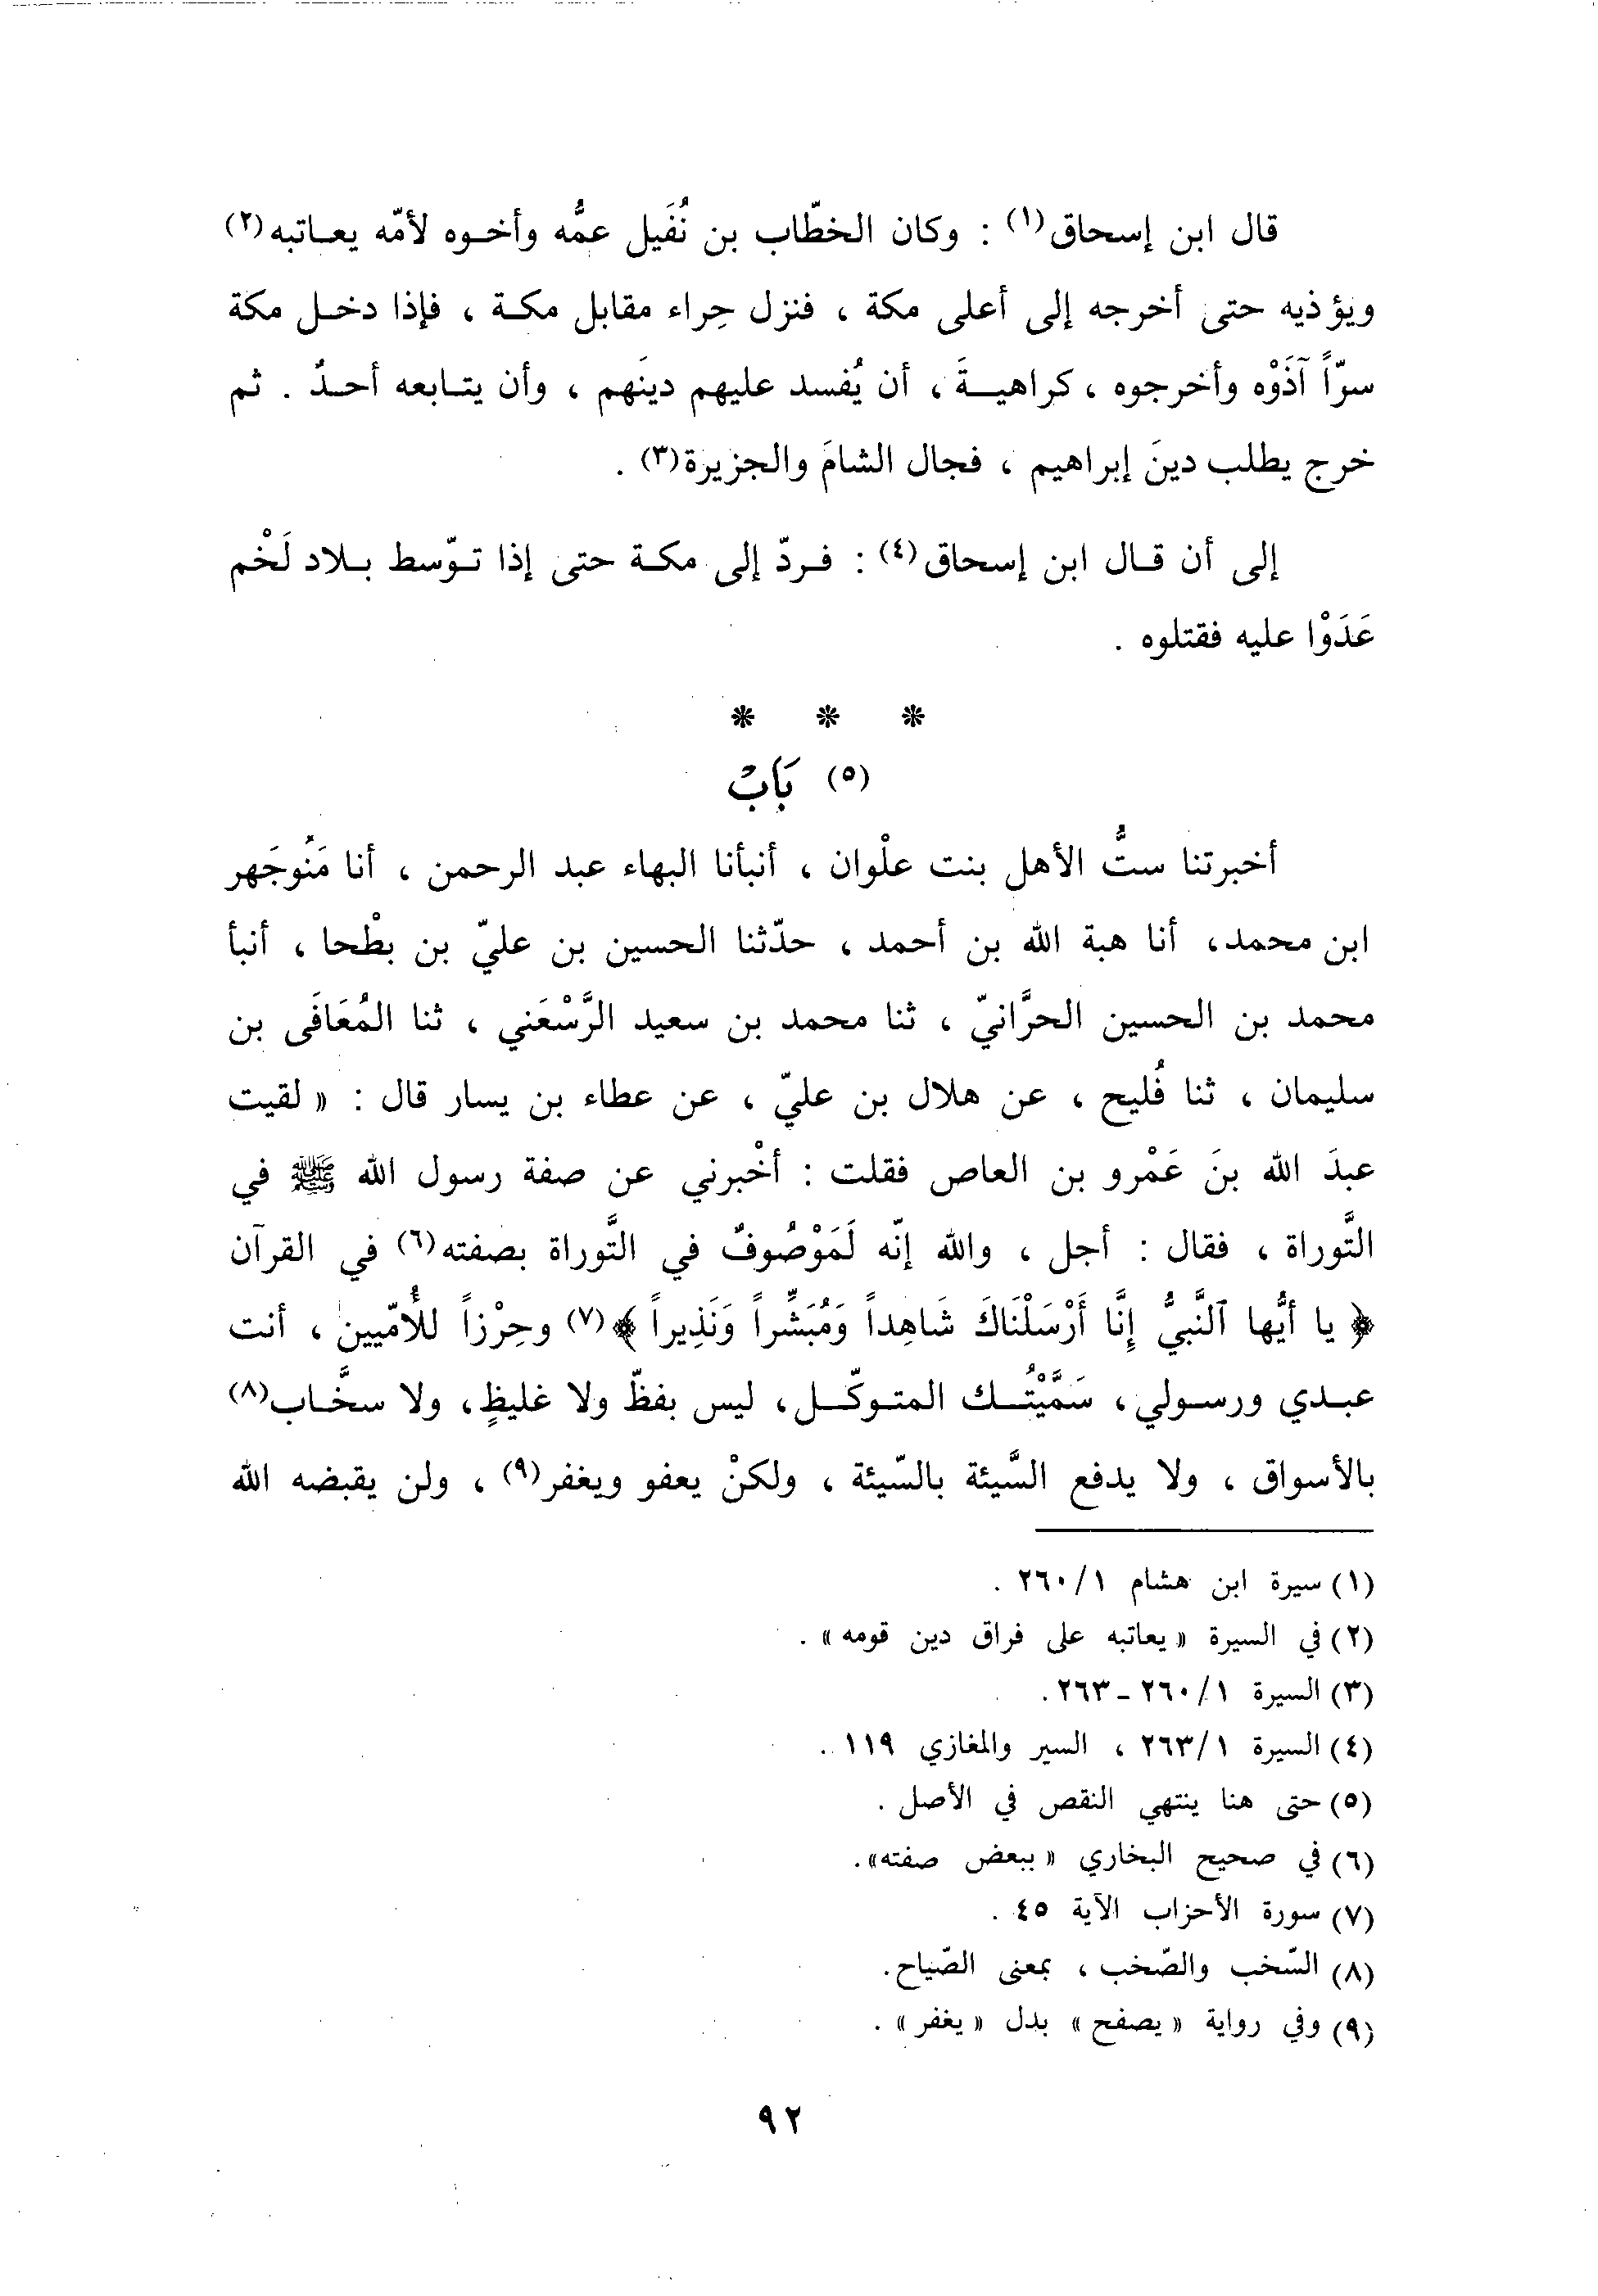 قال ابن إسحاق(١) : وكان الخطّاب بن نُفَيل عمُّه وأخوه لأمّه يعاتبه(٢)
ويؤذيه حتى أخرجه إلى أعلى مكة ، فنزل حِراء مقابل مكة ، فإذا دخل مكة
سرّاً آذَوْه وأخرجوه ، كراهيةَ ، أن يُفسد عليهم دينَهم ، وأن يتابعه أحدٌ . ثم
خرج يطلب دينَ إبراهيم ، فجال الشامَ والجزيرة(٣) .
إلى أن قال ابن إسحاق(٤) : فردّ إلى مكة حتى إذا توّسط بلاد لَخْم
عَدَوْا عليه فقتلوه .
* * *
(٥) بَابْ
أخبرتنا ستُّ الأهل بنت علْوان ، أنبأنا البهاء عبد الرحمن ، أنا مَنُوجَهر
ابن محمد، أنا هبة الله بن أحمد ، حدّثنا الحسين بن عليّ بن بطْحا ، أنبأ
محمد بن الحسين الحرَّانيّ ، ثنا محمد بن سعيد الرَّسْعَني ، ثنا المُعَافَى بن
سليمان ، ثنا فُليح ، عن هلال بن عليّ ، عن عطاء بن يسار قال : « لقيت
عبدَ الله بنَ عَمْرو بن العاص فقلت : أخْبرني عن صفة رسول الله ﷺ في
التَّوراة ، فقال : أجل ، والله إنّه لَمَوْصُوفٌ في التَّوراة بصفته(٦) في القرآن
﴿ يا أيُّها ٱلنَّبيُّ إِنَّا أَرْسَلْنَاكَ شَاهِداً وَمُبَشِّراً وَنَذِيراً ﴾(٧) وحِرْزاً للأُمّيين ، أنت
عبدي ورسولي، سَمَّيْتُك المتوكّل، ليس بفظّ ولا غليظٍ، ولا سخَّاب(٨)
بالأسواق ، ولا يدفع السَّيئة بالسّيئة ، ولكنْ يعفو ويغفر(٩) ، ولن يقبضه الله
(١) سيرة ابن هشام ٢٦٠/١ .
(٢) في السيرة « يعاتبه على فراق دين قومه» .
(٣) السيرة ٢٦٠/١ - ٢٦٣ .
(٤) السيرة ٢٦٣/١ ، السير والمغازي ١١٩ .
(٥) حتى هنا ينتهي النقص في الأصل .
(٦) في صحيح البخاري « ببعض صفته» .
(٧) سورة الأحزاب الآية ٤٥ .
(٨) السّخب والصّخب ، بمعنى الصّياح .
(٩) وفي رواية « يصفح » بدل « يغفر » .
٩٢